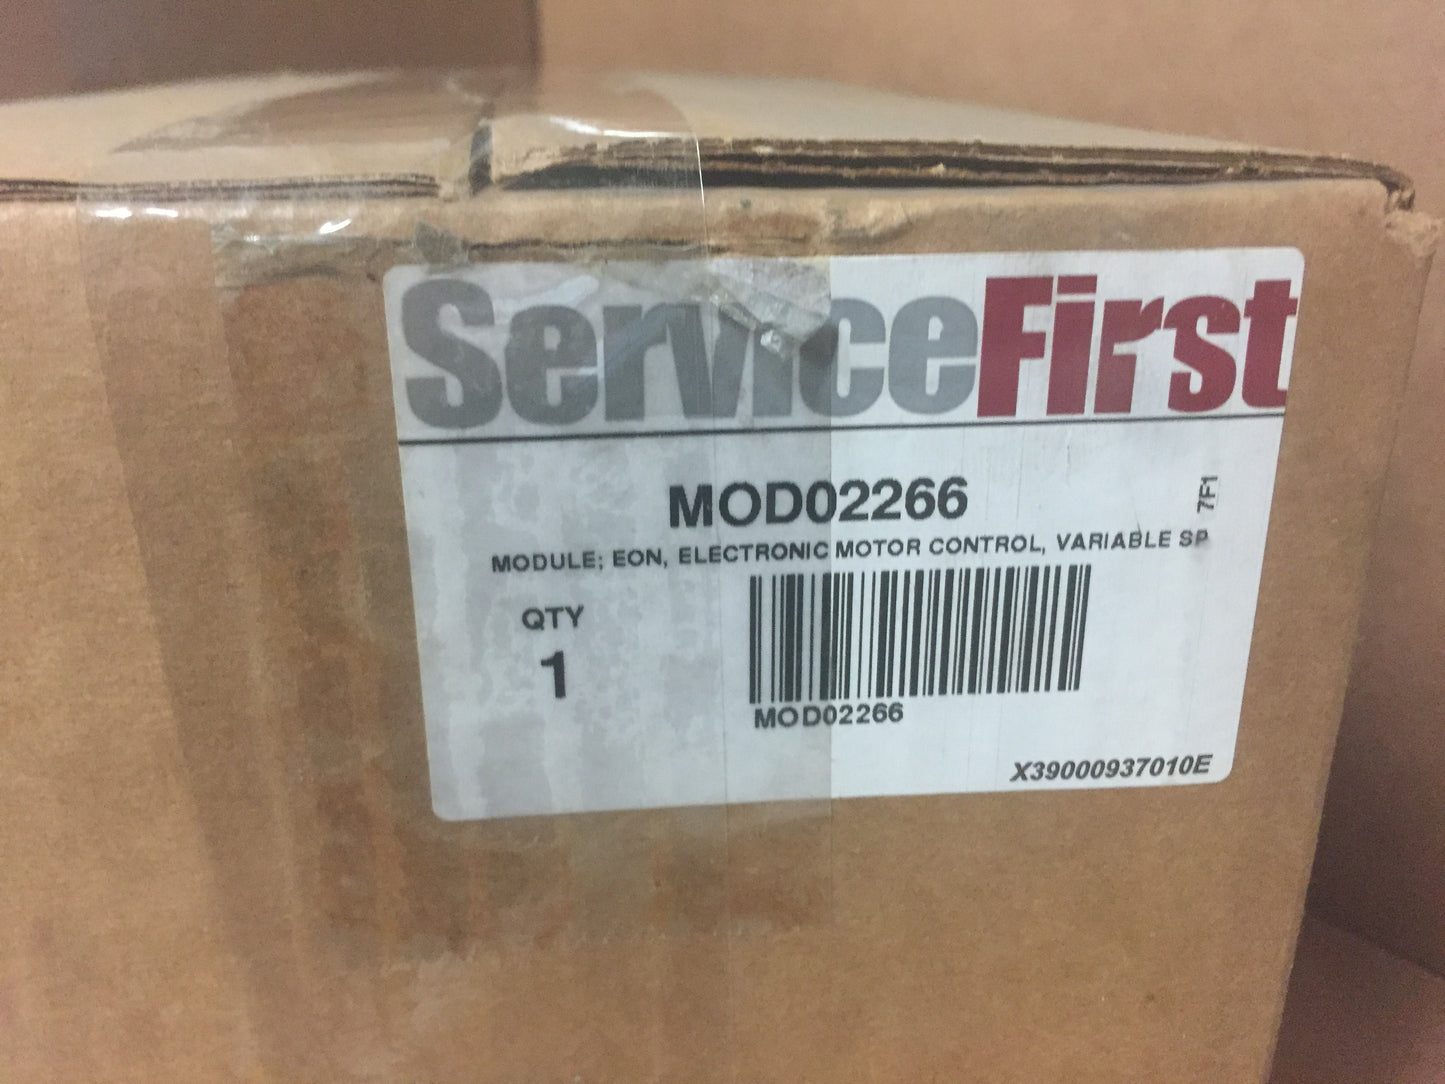 ServiceFirst
MOD02266
7F1
MODULE; EON, ELECTRONIC MOTOR CONTROL, VARIABLE SP
QTY
1
MOD02266
X39000937010E